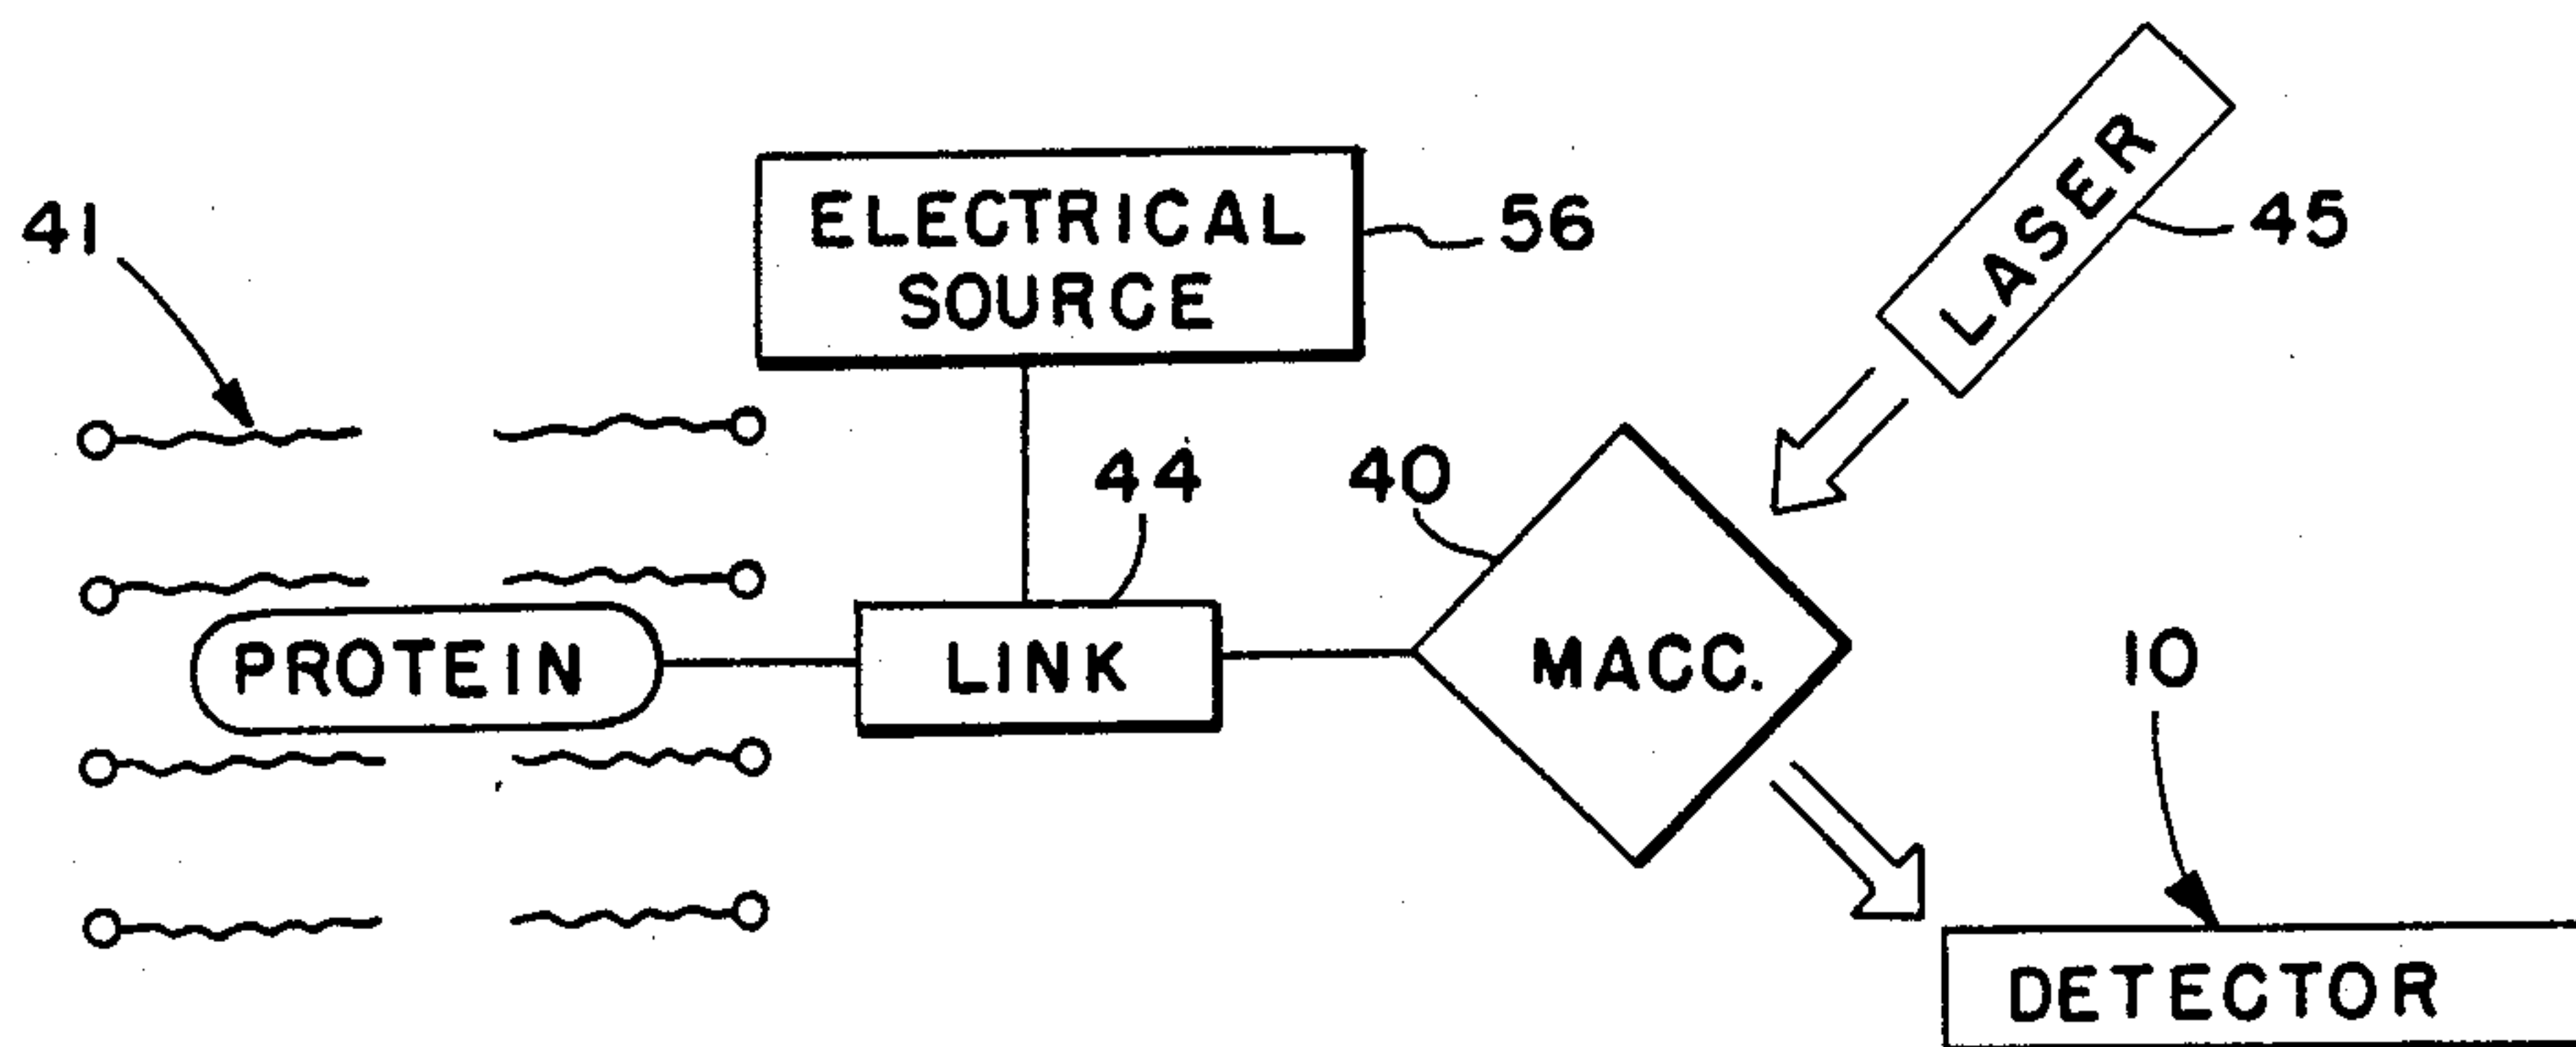 41
ELECTRICAL
SOURCE
56
LASER
45
44
40
PROTEIN
LINK
MACC.
10
DETECTOR